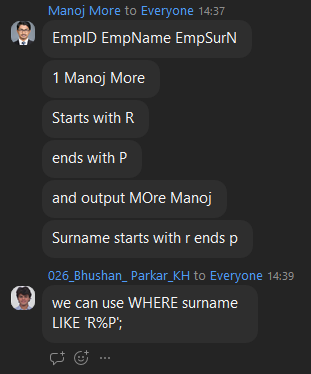 Manoj More to Everyone 14:37
EmpID EmpName EmpSurN
1 Manoj More
Starts with R
ends with P
and output MOre Manoj
Surname starts with r ends p
026_Bhushan_ Parkar_KH to Everyone 14:39
we can use WHERE surname
LIKE 'R%P';